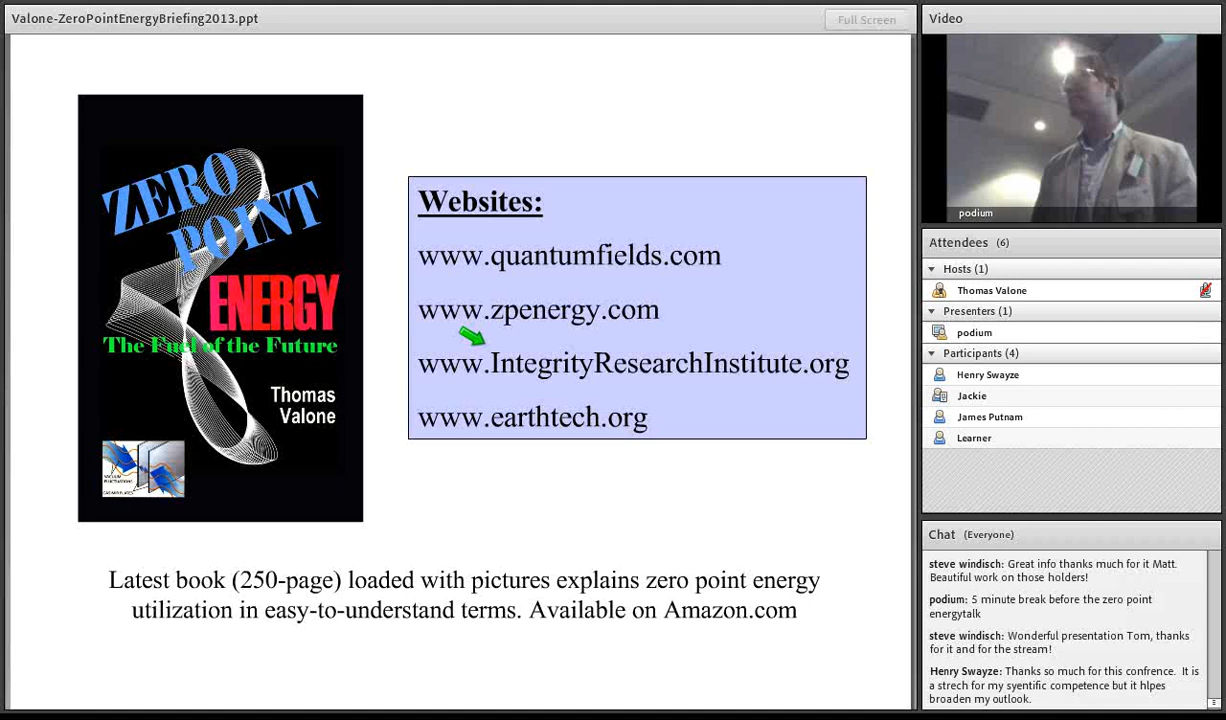 Valone-ZeroPointEnergyBriefing2013.ppt
Full Screen
ZERO
POINT
ENERGY
The Fuel of the Future
Thomas
Valone
VACUUM
FLUCTUATIONS
Websites:
www.quantumfields.com
www.zpenergy.com
www.IntegrityResearchInstitute.org
www.earthtech.org
Latest book (250-page) loaded with pictures explains zero point energy
utilization in easy-to-understand terms. Available on Amazon.com
Video
podium
Attendees (6)
Hosts (1)
Thomas Valone
Presenters (1)
podium
Participants (4)
Henry Swayze
Jackie
James Putnam
Learner
Chat (Everyone)
steve windisch: Great info thanks much for it Matt.
Beautiful work on those holders!
podium: 5 minute break before the zero point
energytalk
steve windisch: Wonderful presentation Tom, thanks
for it and for the stream!
Henry Swayze: Thanks so much for this confrence. It is
a strech for my syentific competence but it hlpes
broaden my outlook.